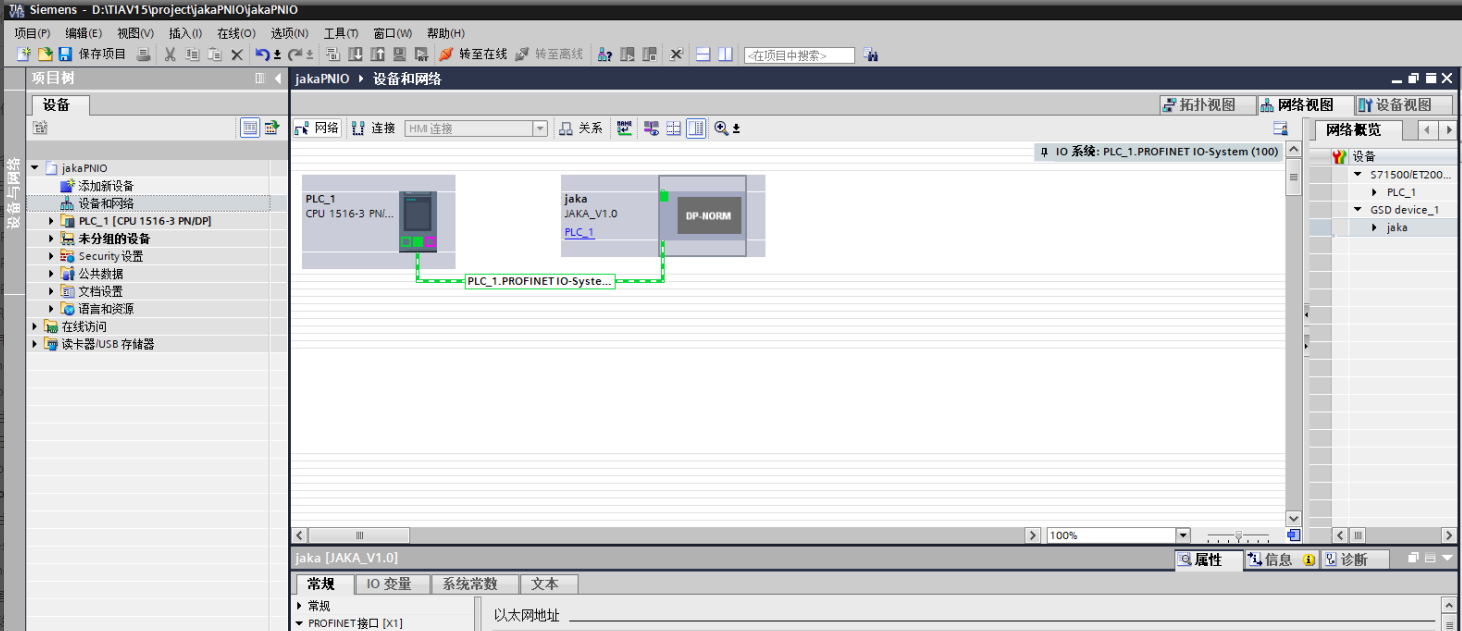 Siemens - D:\TIAV15\project\jakaPNIO\jakaPNIO
项目(P) 编辑(E) 视图(V) 插入(I) 在线(O) 选项(N) 工具(T) 窗口(W) 帮助(H)
保存项目 转至在线 转至离线 <在项目中搜索>
项目树
jakaPNIO 设备和网络
设备
拓扑视图 网络视图 设备视图
网络 连接 HMI 连接 关系
网络概览
设备与网络
IO 系统: PLC_1.PROFINET IO-System (100)
设备
jakaPNIO
添加新设备
设备和网络
PLC_1 [CPU 1516-3 PN/DP]
未分组的设备
Security 设置
公共数据
文档设置
语言和资源
在线访问
读卡器/USB 存储器
PLC_1
CPU 1516-3 PN/...
jaka
JAKA_V1.0
PLC_1
DP-NORM
PLC_1.PROFINET IO-Syste...
S71500/ET200...
PLC_1
GSD device_1
jaka
100%
jaka [JAKA_V1.0]
属性 信息 诊断
常规 IO 变量 系统常数 文本
常规
PROFINET接口 [X1]
以太网地址